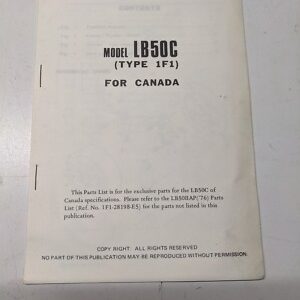 MODEL LB50C
(TYPE 1F1)
FOR CANADA
This Parts List is for the exclusive parts for the LB50C of
Canada specifications. Please refer to the LB50IIAP('76) Parts
List (Ref. No. 1F1-28198-E5) for the parts not listed in this
publication.
COPY RIGHT. ALL RIGHTS RESERVED
NO PART OF THIS PUBLICATION MAY BE REPRODUCED WITHOUT PERMISSION.